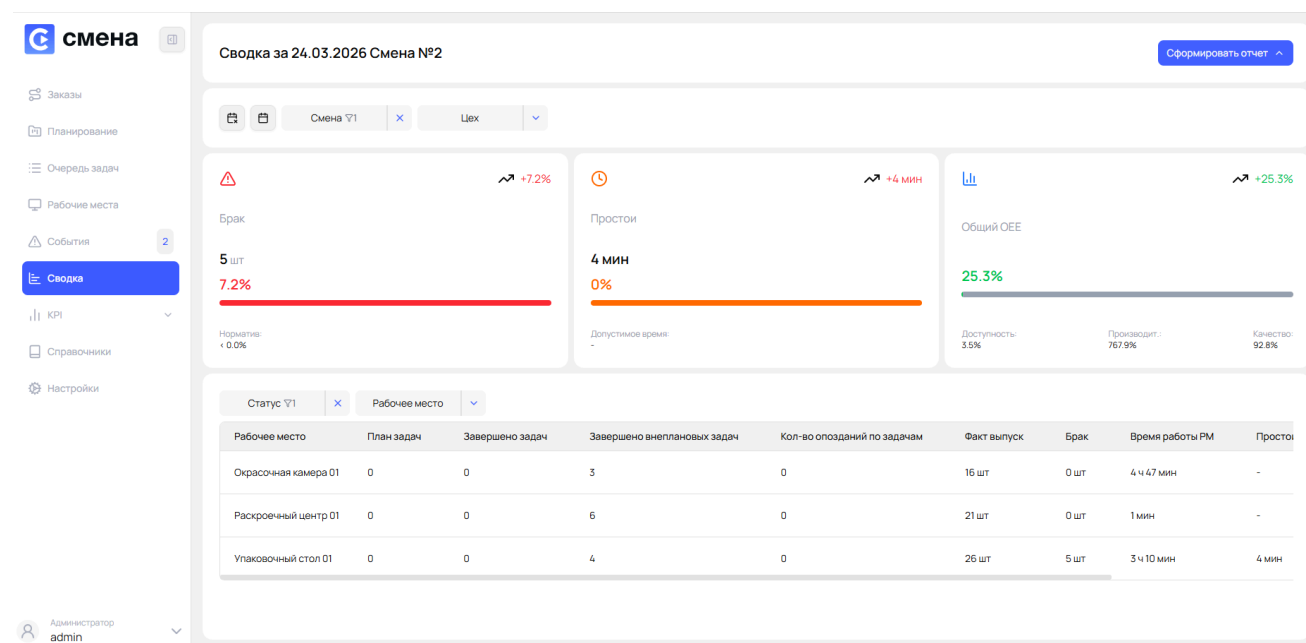 смена
Заказы
Планирование
Очередь задач
Рабочие места
События 2
Сводка
KPI
Справочники
Настройки
Администратор
admin
Сводка за 24.03.2026 Смена №2
Сформировать отчет
Смена 1 Цех
+7.2%
Брак
5 шт
7.2%
Норматив:
< 0.0%
+4 мин
Простои
4 мин
0%
Допустимое время:
-
+25.3%
Общий OEE
25.3%
Доступность: Производит.: Качество:
3.5% 767.9% 92.8%
Статус 1 Рабочее место
Рабочее место План задач Завершено задач Завершено внеплановых задач Кол-во опозданий по задачам Факт выпуск Брак Время работы РМ Простои
Окрасочная камера 01 0 0 3 0 16 шт 0 шт 4 ч 47 мин -
Раскроечный центр 01 0 0 6 0 21 шт 0 шт 1 мин -
Упаковочный стол 01 0 0 4 0 26 шт 5 шт 3 ч 10 мин 4 мин